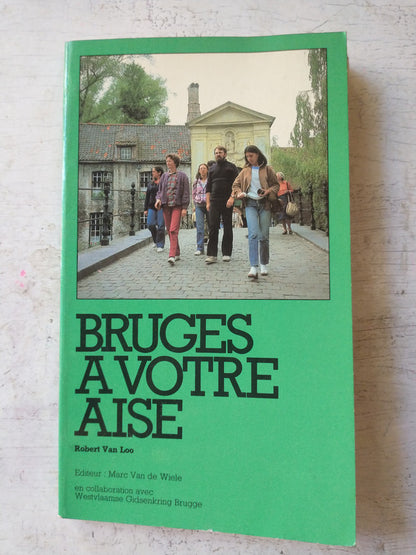 BRUGES
A VOTRE
AISE
Robert Van Loo
Editeur : Marc Van de Wiele
en collaboration avec
Westvlaamse Gidsenkring Brugge